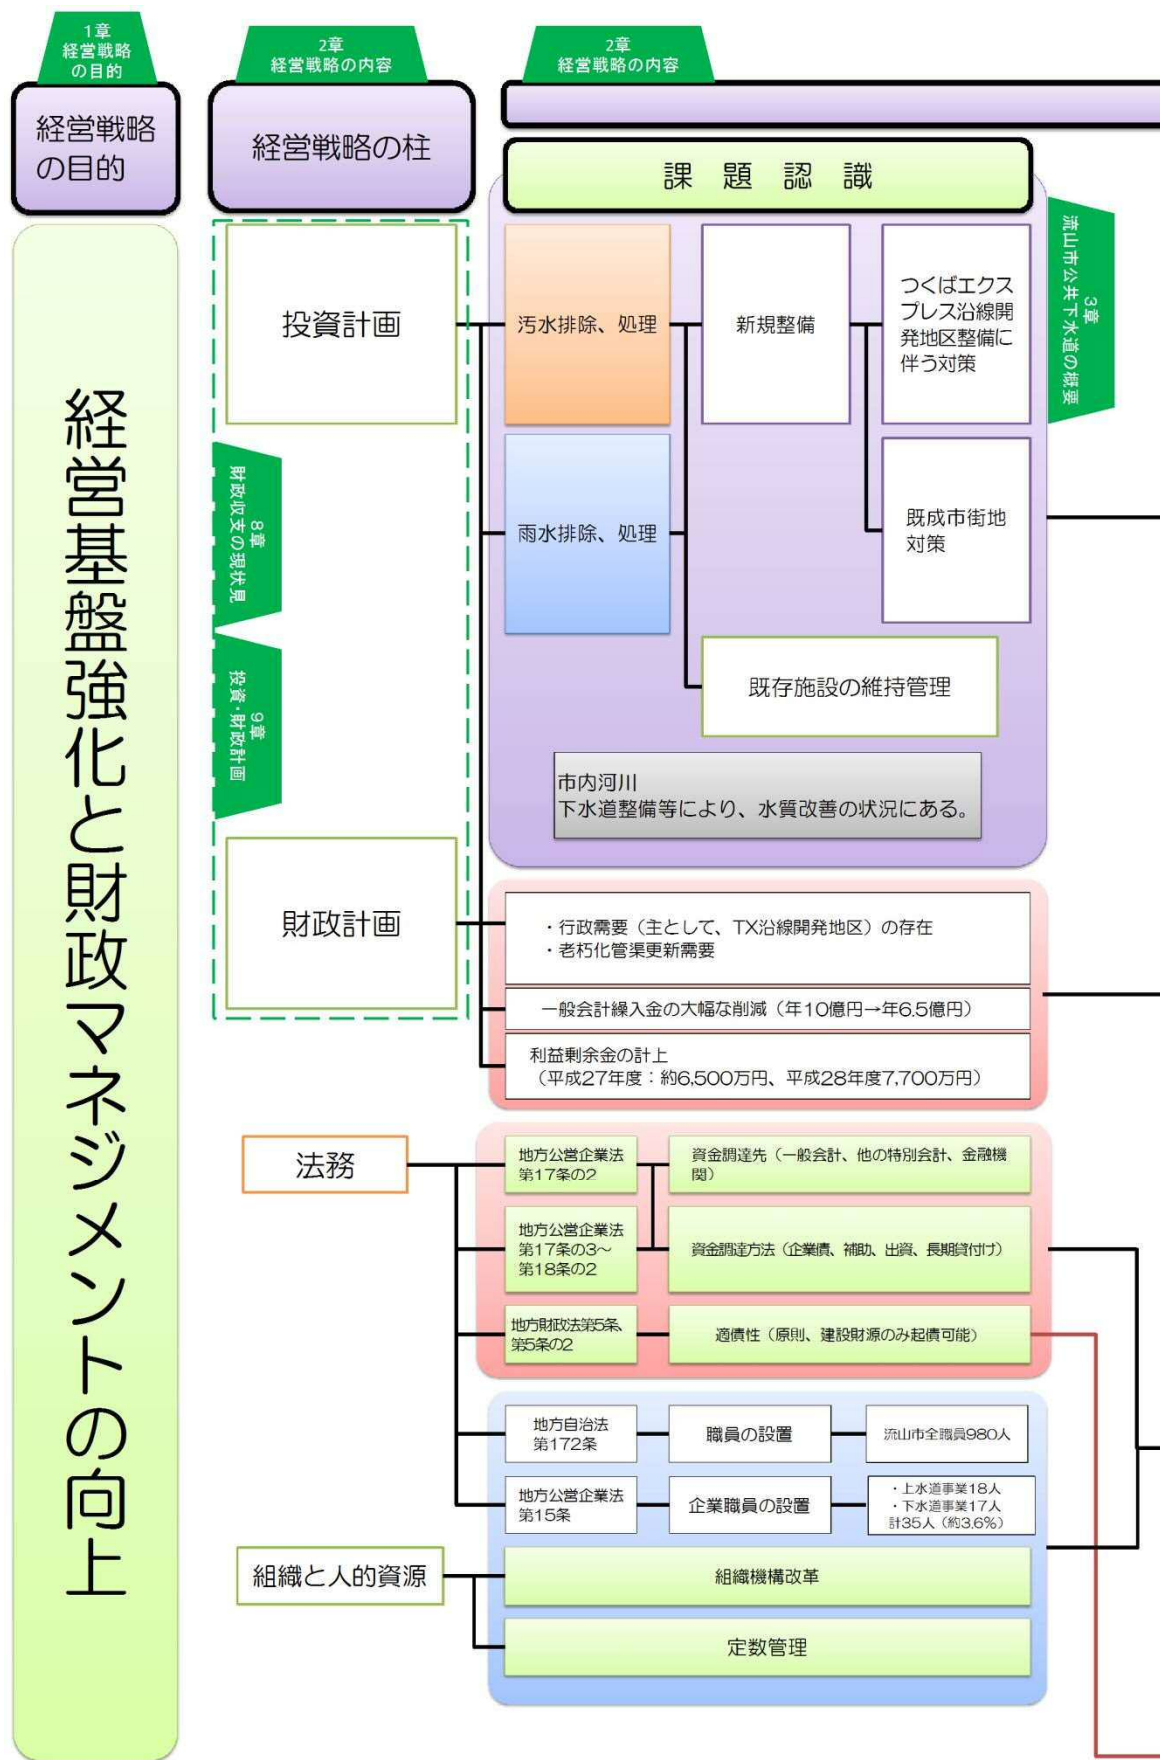 1章
経営戦略
の目的
2章
経営戦略の内容
2章
経営戦略の内容
経営戦略
の目的
経営戦略の柱
課題認識
3章
流山市公共下水道の概要
経営基盤強化と財政マネジメントの向上
投資計画
汚水排除、処理
新規整備
つくばエクス
プレス沿線開
発地区整備に
伴う対策
8章
財政収支の現状見
雨水排除、処理
既成市街地
対策
9章
投資・財政計画
既存施設の維持管理
市内河川
下水道整備等により、水質改善の状況にある。
財政計画
・行政需要（主として、TX沿線開発地区）の存在
・老朽化管渠更新需要
一般会計繰入金の大幅な削減（年10億円→年6.5億円）
利益剰余金の計上
（平成27年度：約6,500万円、平成28年度7,700万円）
法務
地方公営企業法
第17条の2
資金調達先（一般会計、他の特別会計、金融機
関）
地方公営企業法
第17条の3～
第18条の2
資金調達方法（企業債、補助、出資、長期貸付け）
地方財政法第5条、
第5条の2
適債性（原則、建設財源のみ起債可能）
地方自治法
第172条
職員の設置
流山市全職員980人
地方公営企業法
第15条
企業職員の設置
・上水道事業18人
・下水道事業17人
計35人（約3.6%）
組織と人的資源
組織機構改革
定数管理